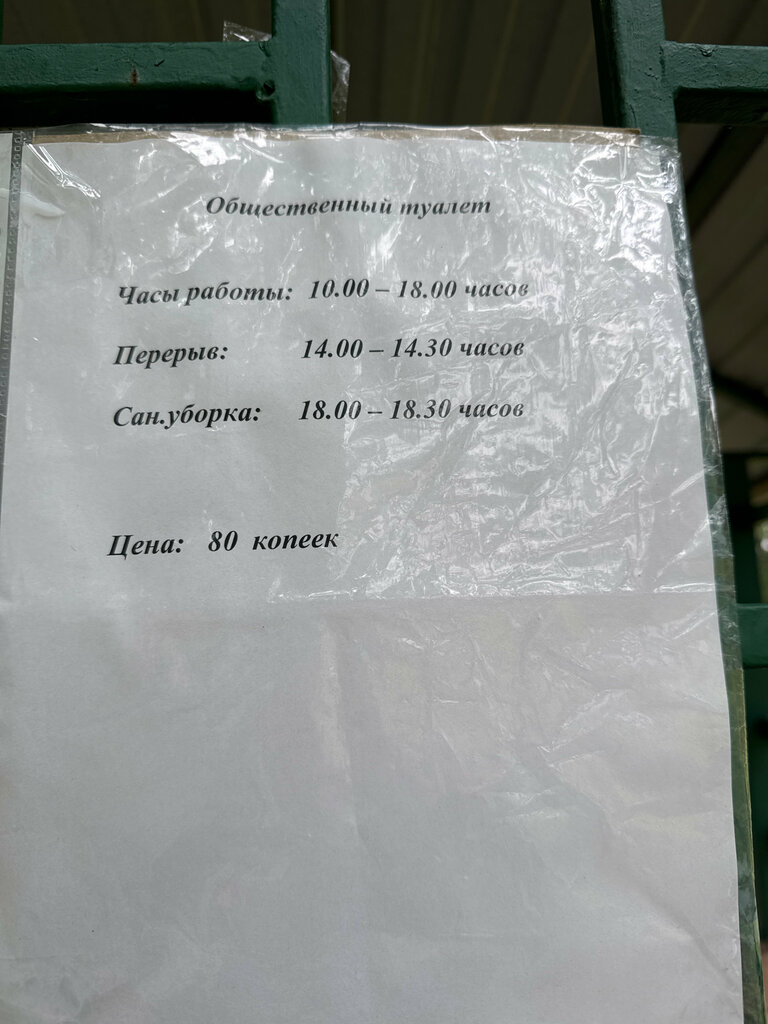 Общественный туалет
Часы работы: 10.00 – 18.00 часов
Перерыв: 14.00 – 14.30 часов
Сан.уборка: 18.00 – 18.30 часов
Цена: 80 копеек